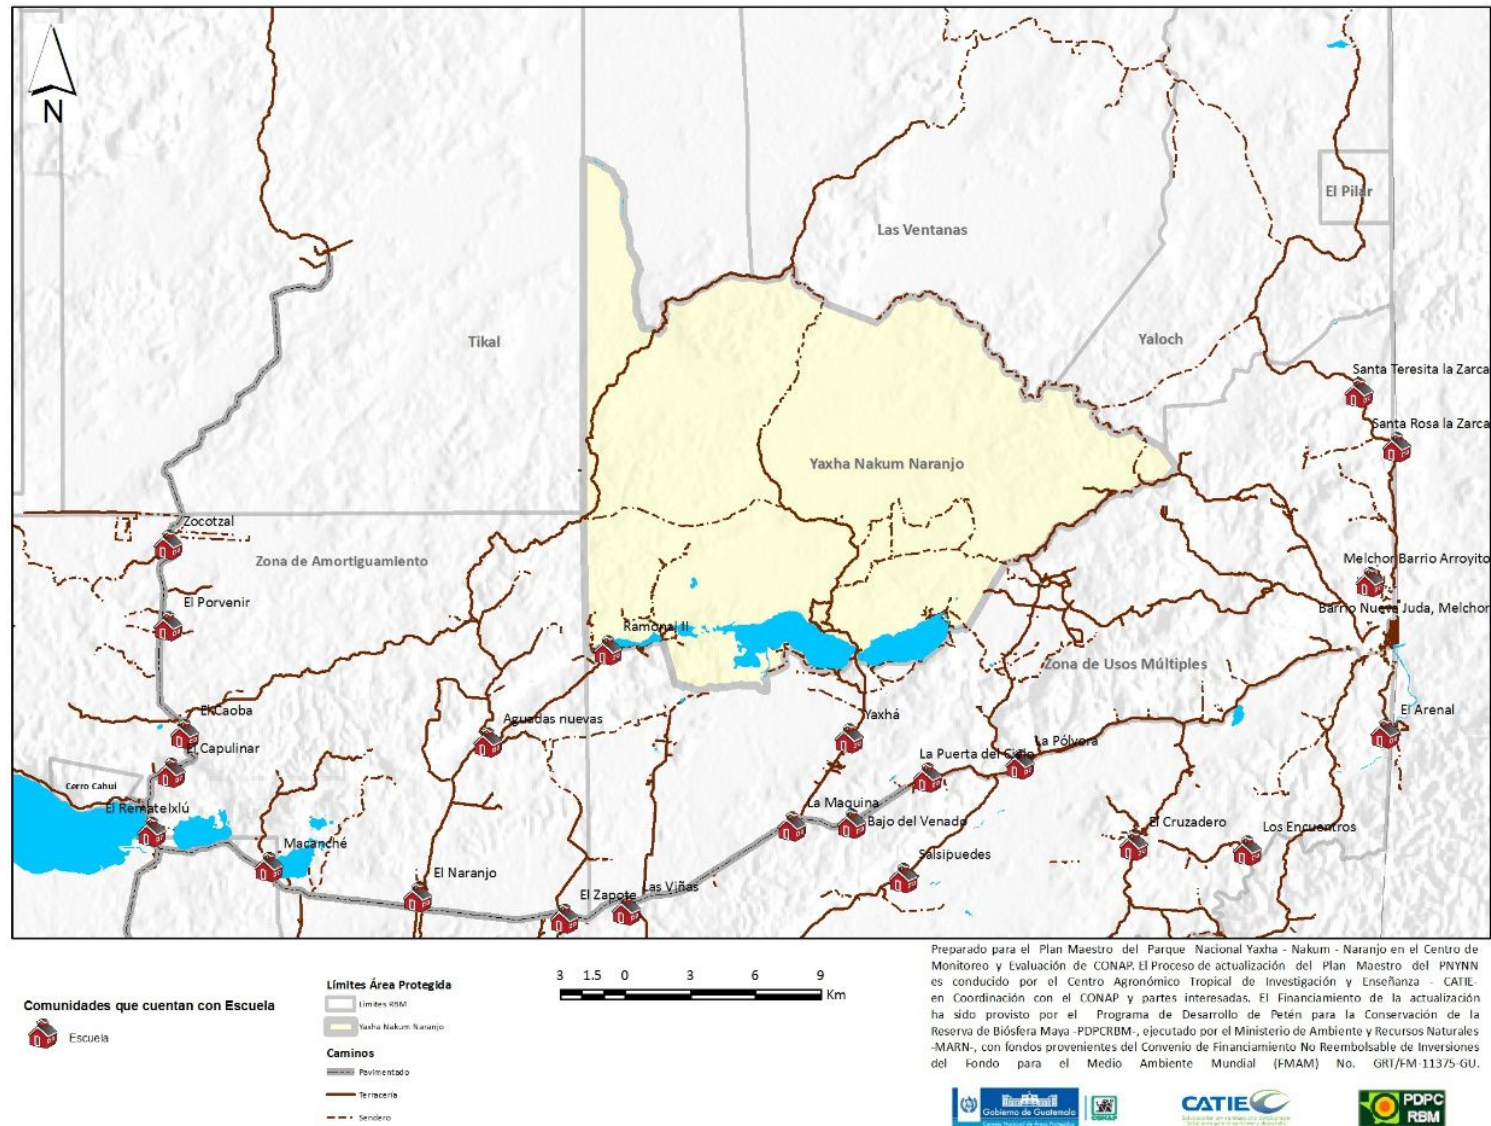 N
El Pilar
Las Ventanas
Tikal
Yaloch
Santa Teresita la Zarca
Santa Rosa la Zarca
Yaxha Nakum Naranjo
Zocotzal
Zona de Amortiguamiento
Melchor Barrio Arroyito
El Porvenir
Barrio Nueva Juda, Melchor
Ramonal II
Zona de Usos Múltiples
El Caoba
Aguadas nuevas
Yaxhá
El Arenal
El Capulinar
La Puerta del Cielo
La Pólvora
Cerro Cahui
El Remate
Ixlú
La Maquina
Bajo del Venado
El Cruzadero
Los Encuentros
Macanché
Salsipuedes
El Naranjo
El Zapote
Las Viñas
Comunidades que cuentan con Escuela
Escuela
Límites Área Protegida
Límites RBM
Yaxha Nakum Naranjo
Caminos
Pavimentado
Terracería
Sendero
3 1.5 0 3 6 9
Km
Preparado para el Plan Maestro del Parque Nacional Yaxha - Nakum - Naranjo en el Centro de
Monitoreo y Evaluación de CONAP. El Proceso de actualización del Plan Maestro del PNYNN
es conducido por el Centro Agronómico Tropical de Investigación y Enseñanza - CATIE-
en Coordinación con el CONAP y partes interesadas. El Financiamiento de la actualización
ha sido provisto por el Programa de Desarrollo de Petén para la Conservación de la
Reserva de Biósfera Maya -PDPCRBM-, ejecutado por el Ministerio de Ambiente y Recursos Naturales
-MARN-, con fondos provenientes del Convenio de Financiamiento No Reembolsable de Inversiones
del Fondo para el Medio Ambiente Mundial (FMAM) No. GRT/FM-11375-GU.
Gobierno de Guatemala
Consejo Nacional de Áreas Protegidas
CONAP
CATIE
PDPC
RBM